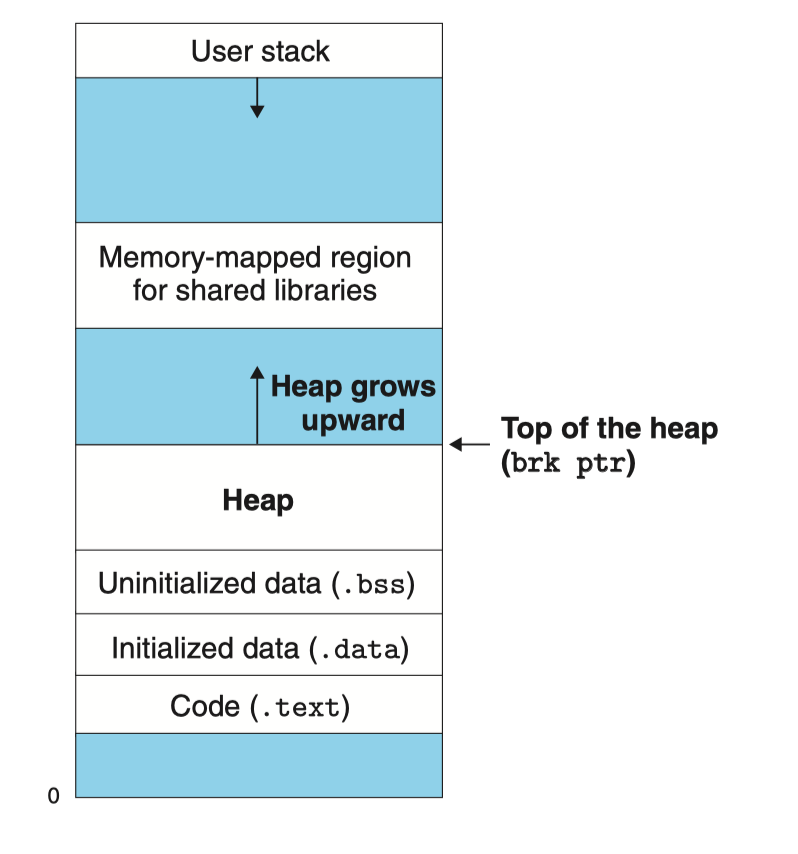 User stack
Memory-mapped region
for shared libraries
Heap grows
upward
Top of the heap
(brk ptr)
Heap
Uninitialized data (.bss)
Initialized data (.data)
Code (.text)
0